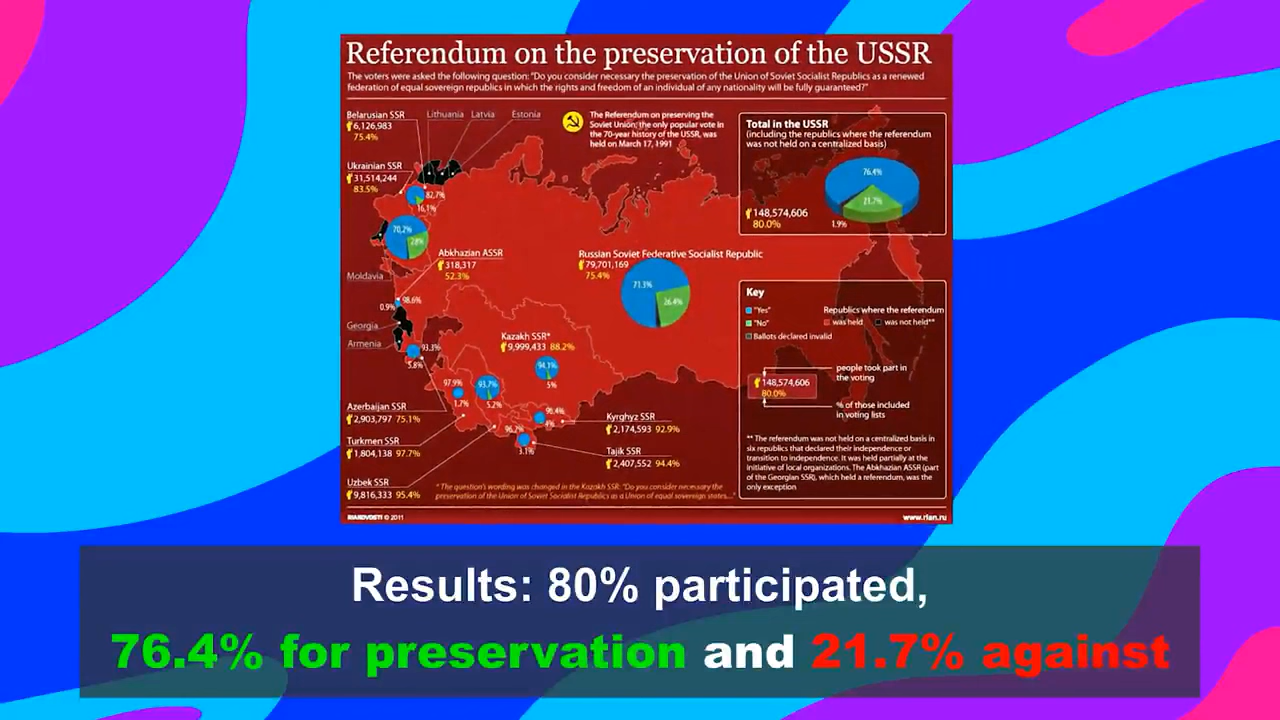 Referendum on the preservation of the USSR
The voters were asked the following question: "Do you consider necessary the preservation of the Union of Soviet Socialist Republics as a renewed
federation of equal sovereign republics in which the rights and freedom of an individual of any nationality will be fully guaranteed?"
Belarusian SSR
6,126,983
75.4%
Lithuania Latvia Estonia
The Referendum on preserving the
Soviet Union, the only popular vote in
the 70-year history of the USSR, was
held on March 17, 1991
Total in the USSR
(including the republics where the referendum
was not held on a centralized basis)
76.4%
21.7%
1.9%
148,574,606
80.0%
Ukrainian SSR
31,514,244
83.5%
82.7%
16.1%
70.2%
28%
Abkhazian ASSR
318,317
52.3%
Russian Soviet Federative Socialist Republic
79,701,169
75.4%
71.3%
26.4%
Moldavia
0.9%
98.6%
Georgia
Armenia
93.3%
5.8%
Kazakh SSR*
9,999,433 88.2%
94.1%
5%
Key
"Yes"
"No"
Ballots declared invalid
Republics where the referendum
was held was not held**
148,574,606
80.0%
people took part in
the voting
% of those included
in voting lists
97.9%
1.7%
93.7%
5.2%
96.4%
4%
96.2%
3.1%
Azerbaijan SSR
2,903,797 75.1%
Turkmen SSR
1,804,138 97.7%
Uzbek SSR
9,816,333 95.4%
Kyrghyz SSR
2,174,593 92.9%
Tajik SSR
2,407,552 94.4%
** The referendum was not held on a centralized basis in
six republics that declared their independence or
transition to independence. It was held partially at the
initiative of local organizations. The Abkhazian ASSR (part
of the Georgian SSR), which held a referendum, was the
only exception
* The question's wording was changed in the Kazakh SSR: "Do you consider necessary the
preservation of the Union of Soviet Socialist Republics as a Union of equal sovereign states..."
RIANOVOSTI © 2011
www.rian.ru
Results: 80% participated,
76.4% for preservation and 21.7% against